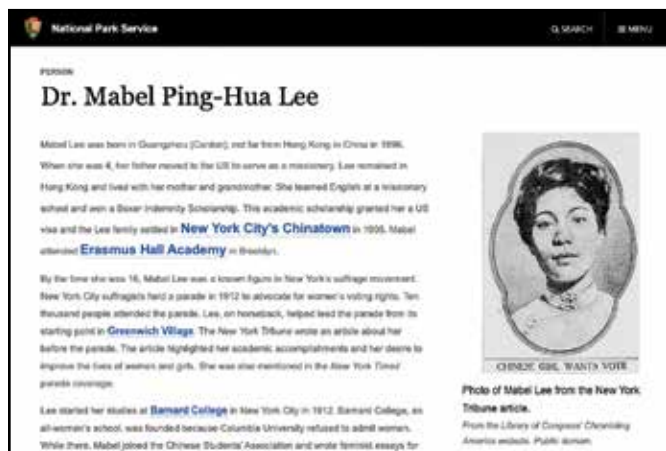 National Park Service
SEARCH
MENU
PERSON
Dr. Mabel Ping-Hua Lee
Mabel Lee was born in Guangzhou (Canton), not far from Hong Kong in China in 1896.
When she was 4, her father moved to the US to serve as a missionary. Lee remained in
Hong Kong and lived with her mother and grandmother. She learned English at a missionary
school and won a Boxer Indemnity Scholarship. This academic scholarship granted her a US
visa and the Lee family settled in New York City's Chinatown in 1905. Mabel
attended Erasmus Hall Academy in Brooklyn.
By the time she was 16, Mabel Lee was a known figure in New York's suffrage movement.
New York City suffragists held a parade in 1912 to advocate for women's voting rights. Ten
thousand people attended the parade. Lee, on horseback, helped lead the parade from its
starting point in Greenwich Village. The New York Tribune wrote an article about her
before the parade. The article highlighted her academic accomplishments and her desire to
improve the lives of women and girls. She was also mentioned in the New York Times'
parade coverage.
Lee started her studies at Barnard College in New York City in 1912. Barnard College, an
all-women's school, was founded because Columbia University refused to admit women.
While there, Mabel joined the Chinese Students' Association and wrote feminist essays for
CHINESE GIRL WANTS VOTE
Photo of Mabel Lee from the New York
Tribune article.
From the Library of Congress' Chronicling
America website. Public domain.